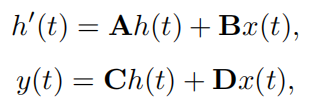 h′(t) = Ah(t) + Bx(t),
y(t) = Ch(t) + Dx(t),